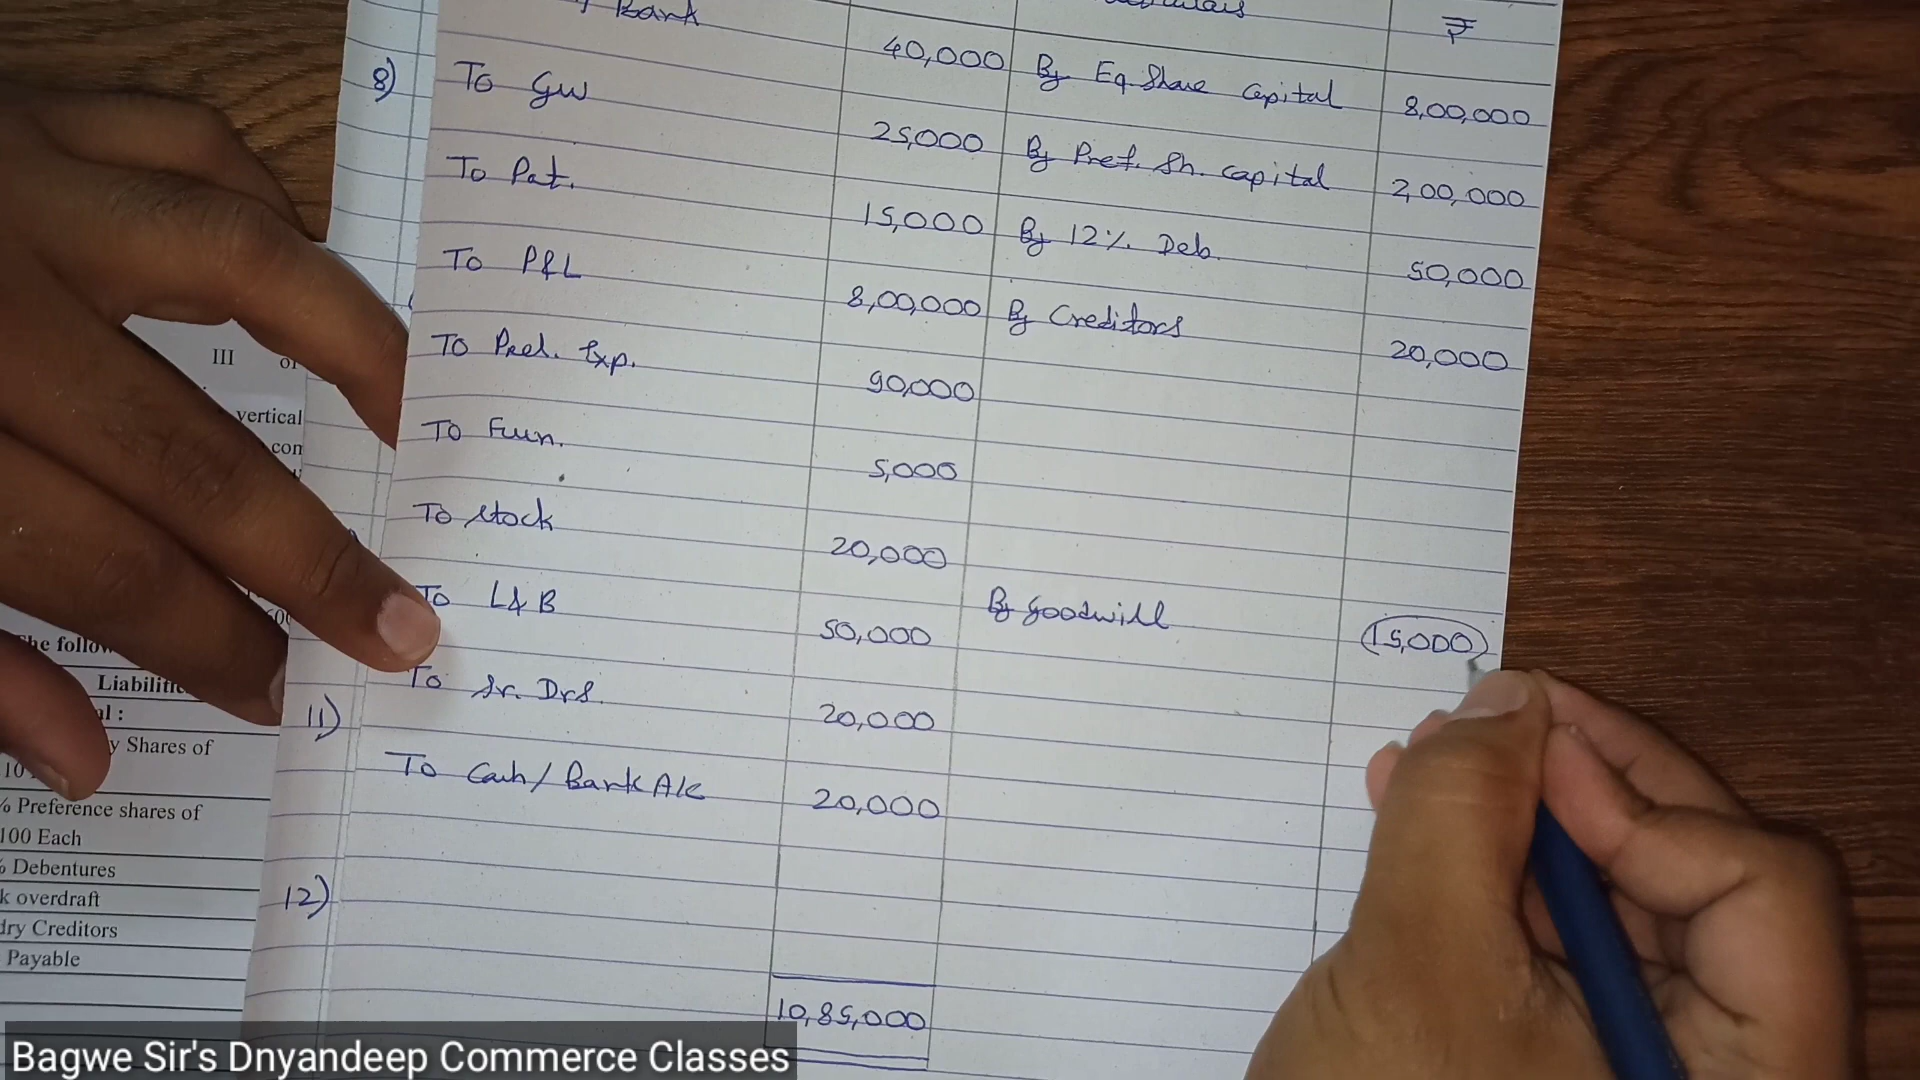 Bank
₹
8) To GW 40,000 By Eq. Share Capital 8,00,000
To Pat. 25,000 By Pref. Sh. Capital 2,00,000
To P&L 15,000 By 12% Deb. 50,000
To Prel. Exp. 8,00,000 By Creditors 20,000
To Furn. 90,000
To Stock 5,000
To L&B 20,000 By Goodwill 15,000
11) To Sr. Drs. 50,000
To Cash/Bank A/c 20,000
20,000
12)
10,85,000
III
vertical
con
he follow
Liabilitie
al :
y Shares of
10
% Preference shares of
100 Each
% Debentures
k overdraft
dry Creditors
Payable
Bagwe Sir's Dnyandeep Commerce Classes